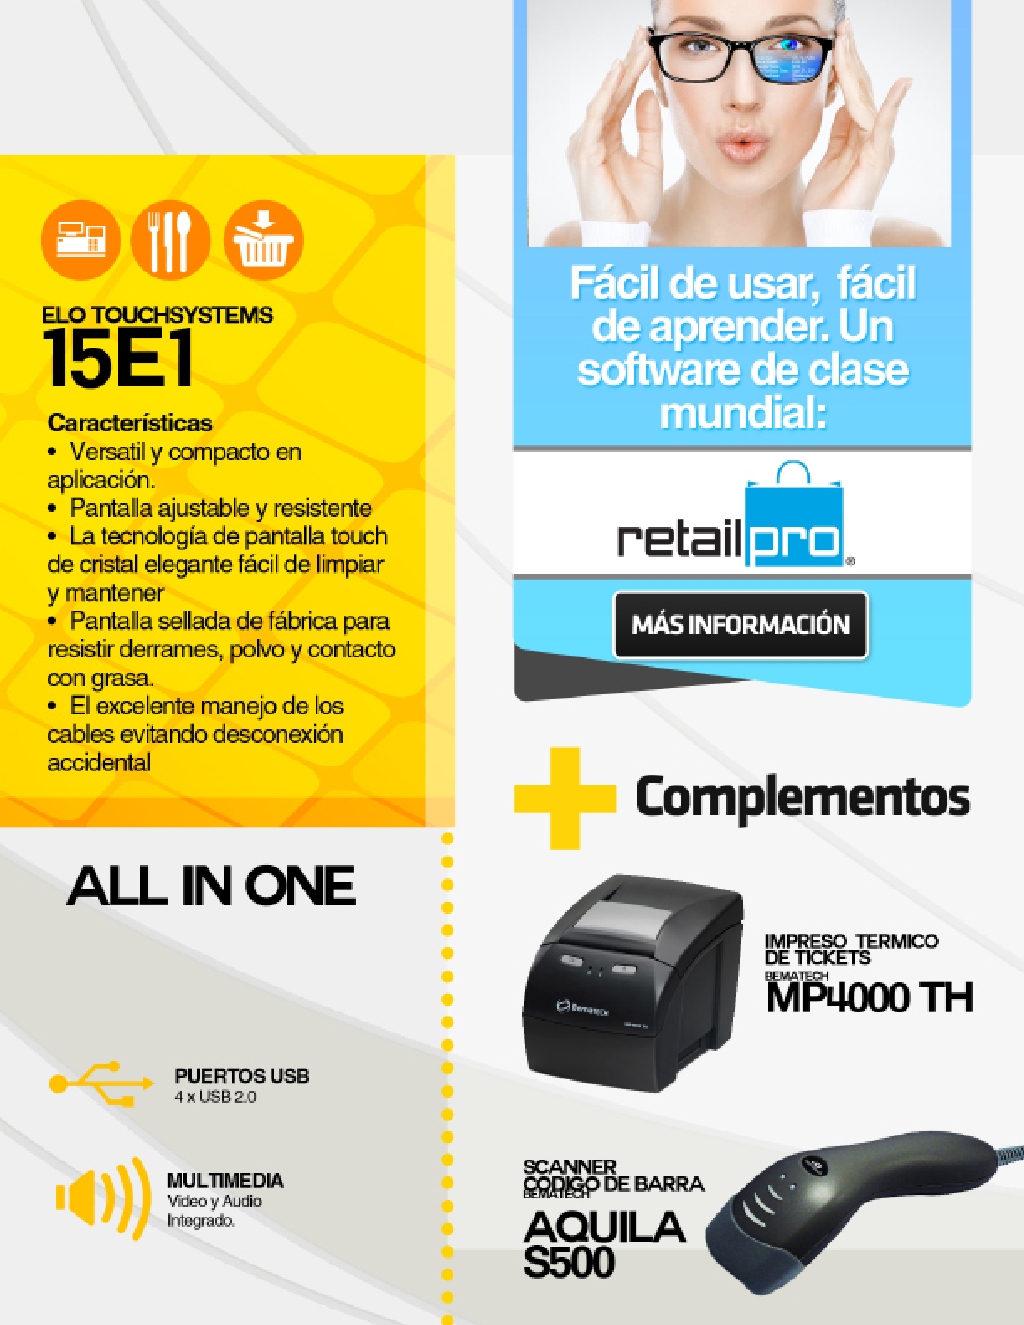 ELO TOUCHSYSTEMS
15E1
Características
• Versatil y compacto en
aplicación.
• Pantalla ajustable y resistente
• La tecnología de pantalla touch
de cristal elegante fácil de limpiar
y mantener
• Pantalla sellada de fábrica para
resistir derrames, polvo y contacto
con grasa.
• El excelente manejo de los
cables evitando desconexión
accidental
ALL IN ONE
PUERTOS USB
4 x USB 2.0
MULTIMEDIA
Video y Audio
Integrado.
Fácil de usar, fácil
de aprender. Un
software de clase
mundial:
retail pro®
MÁS INFORMACIÓN
Complementos
Bematech
IMPRESO TERMICO
DE TICKETS
BEMATECH
MP4000 TH
SCANNER
CODIGO DE BARRA
BEMATECH
AQUILA
S500